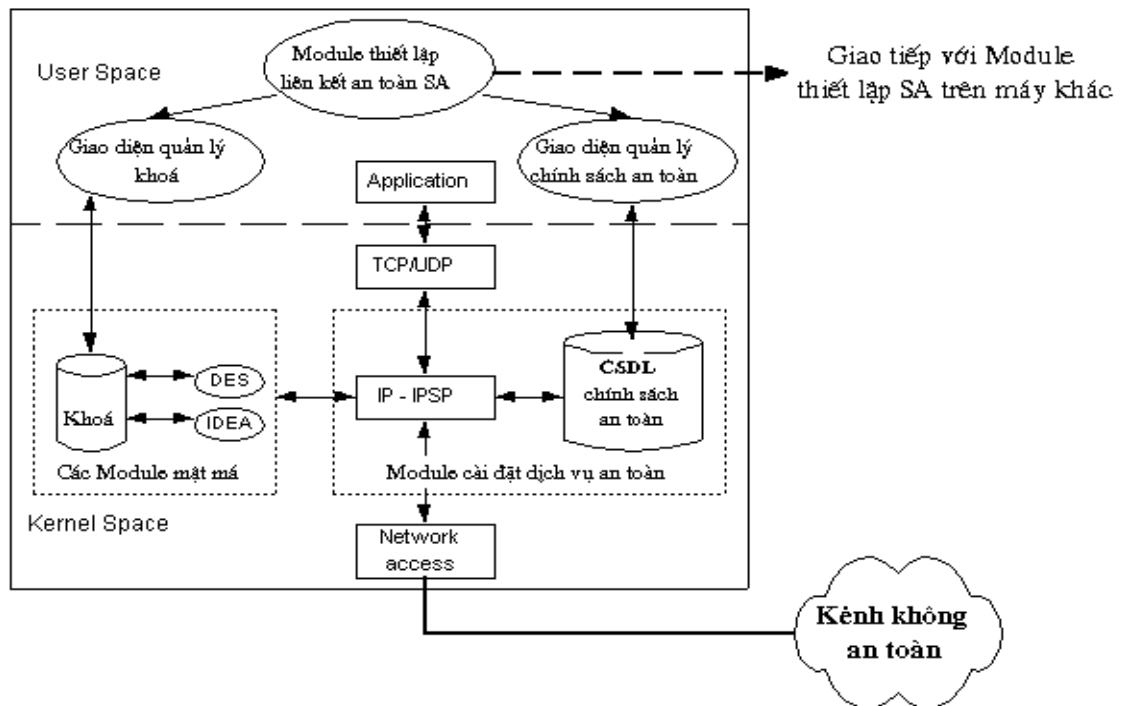 Module thiết lập
liên kết an toàn SA
User Space
Giao tiếp với Module
thiết lập SA trên máy khác
Giao diện quản lý
khoá
Giao diện quản lý
chính sách an toàn
Application
TCP/UDP
CSDL
chính sách
an toàn
DES
IP - IPSP
Khoá
IDEA
Các Module mật mã
Module cài đặt dịch vụ an toàn
Kernel Space
Network
access
Kênh không
an toàn